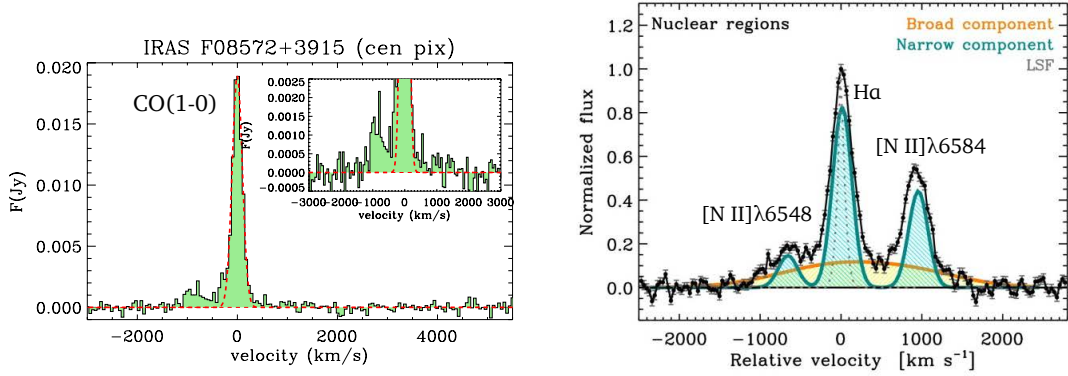 IRAS F08572+3915 (cen pix)
CO(1-0)
F(Jy)
0.020
0.015
0.010
0.005
0.000
-2000 0 2000 4000
velocity (km/s)
F(Jy)
0.0025
0.0020
0.0015
0.0010
0.0005
0.0000
-0.0005
-3000 -2000 -1000 0 1000 2000 3000
velocity (km/s)
Nuclear regions
Broad component
Narrow component
LSF
Hα
[N II]λ6584
[N II]λ6548
Normalized flux
1.2
1.0
0.8
0.6
0.4
0.2
0.0
-2000 -1000 0 1000 2000
Relative velocity [km s⁻¹]